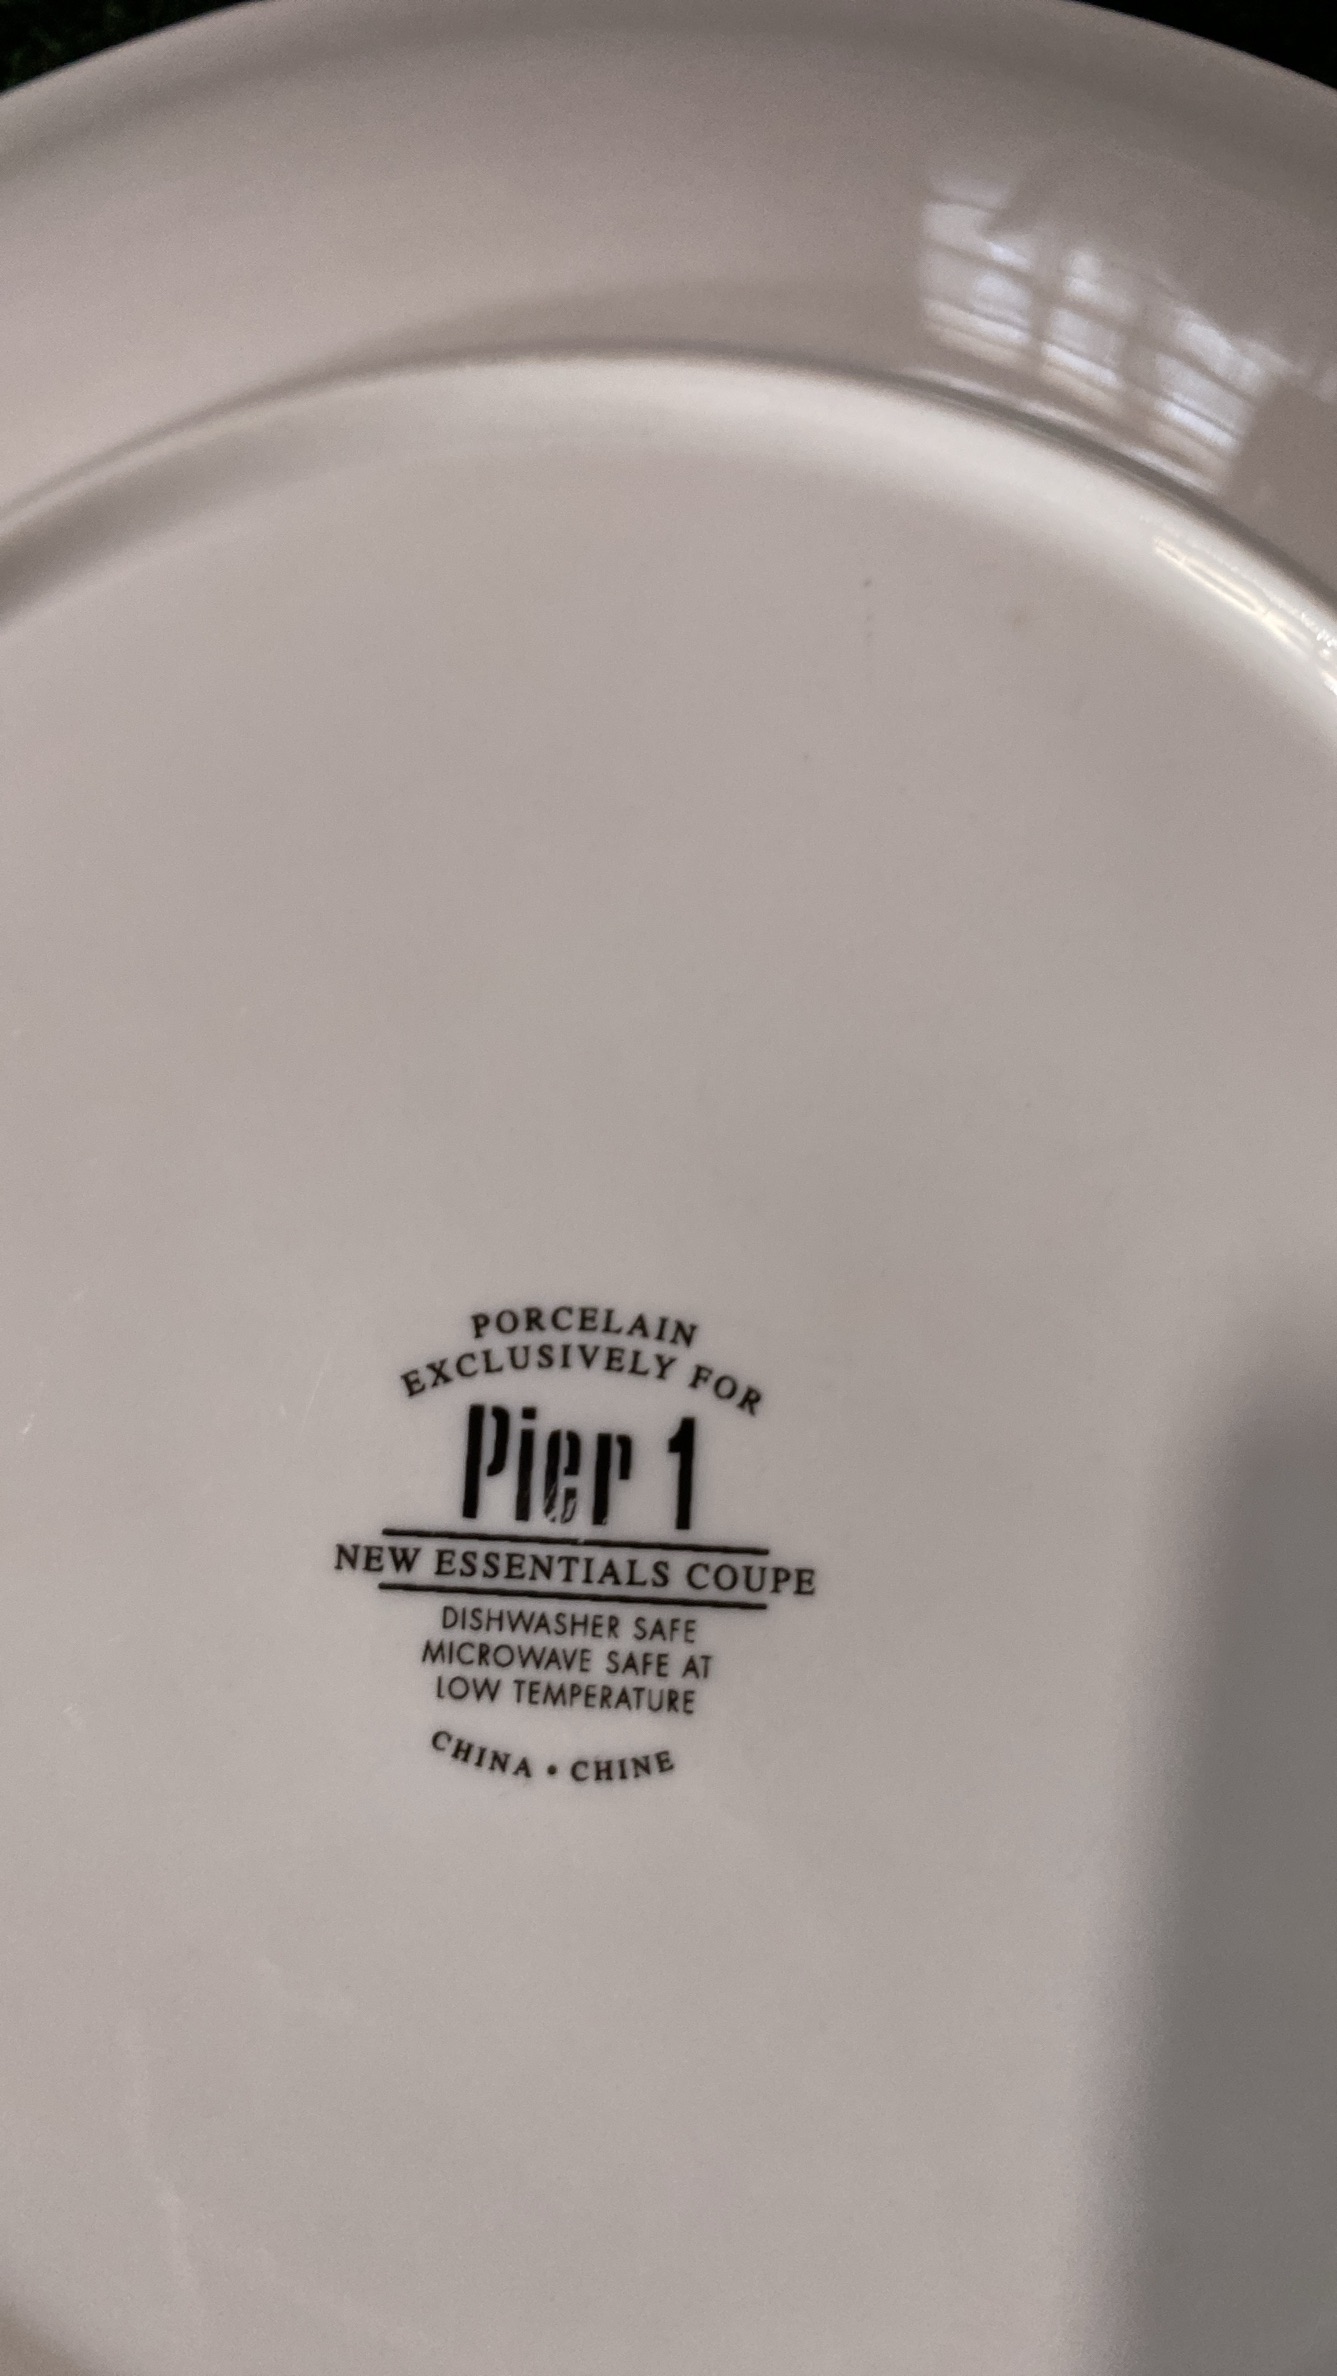 PORCELAIN
EXCLUSIVELY FOR
Pier 1
NEW ESSENTIALS COUPE
DISHWASHER SAFE
MICROWAVE SAFE AT
LOW TEMPERATURE
CHINA • CHINE